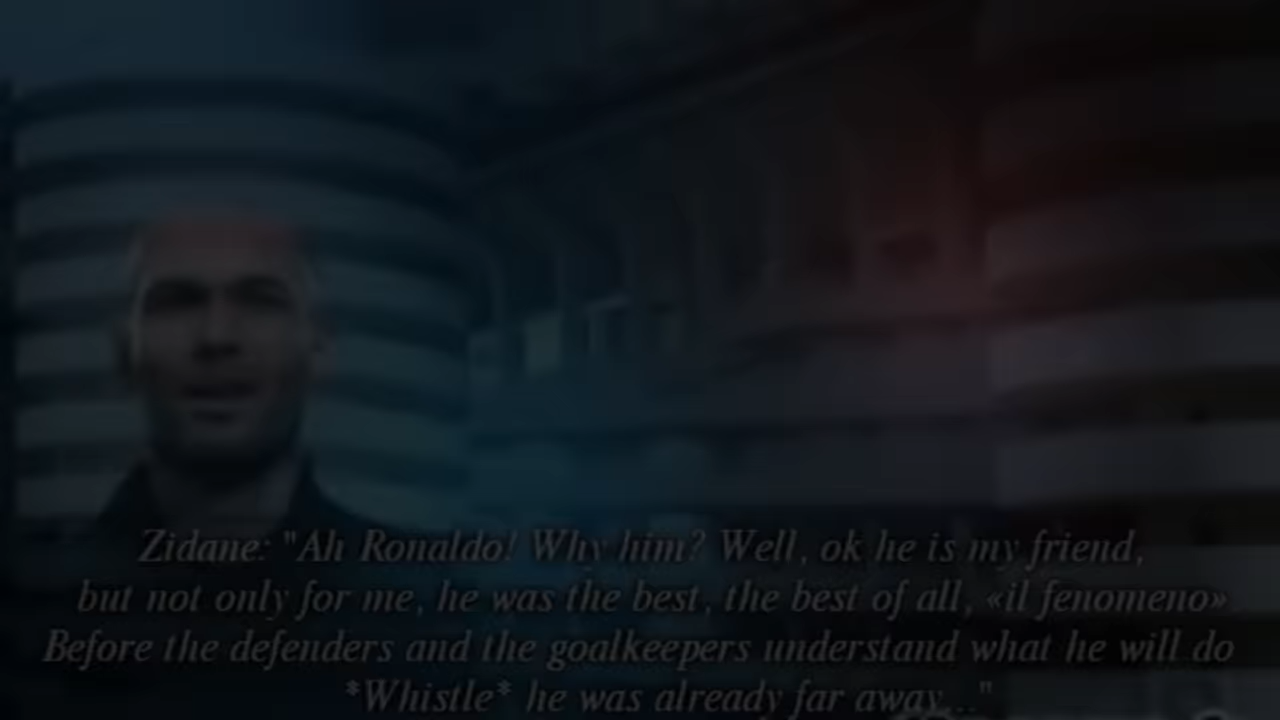 Zidane: "Ah Ronaldo! Why him? Well, ok he is my friend,
but not only for me, he was the best, the best of all, «il fenomeno»
Before the defenders and the goalkeepers understand what he will do
*Whistle* he was already far away..."